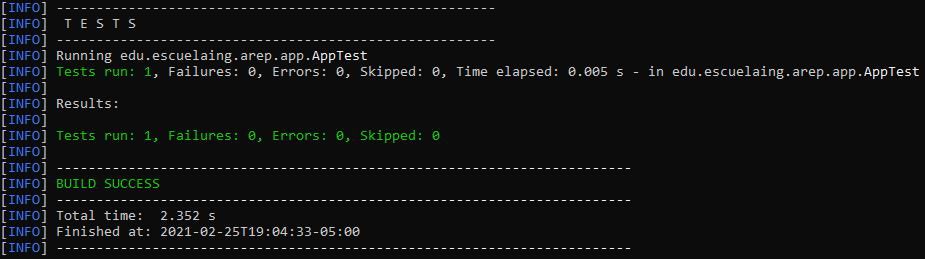 [INFO] -------------------------------------------------------
[INFO]  T E S T S
[INFO] -------------------------------------------------------
[INFO] Running edu.escuelaing.arep.app.AppTest
[INFO] Tests run: 1, Failures: 0, Errors: 0, Skipped: 0, Time elapsed: 0.005 s - in edu.escuelaing.arep.app.AppTest
[INFO]
[INFO] Results:
[INFO]
[INFO] Tests run: 1, Failures: 0, Errors: 0, Skipped: 0
[INFO]
[INFO] ------------------------------------------------------------------------
[INFO] BUILD SUCCESS
[INFO] ------------------------------------------------------------------------
[INFO] Total time:  2.352 s
[INFO] Finished at: 2021-02-25T19:04:33-05:00
[INFO] ------------------------------------------------------------------------